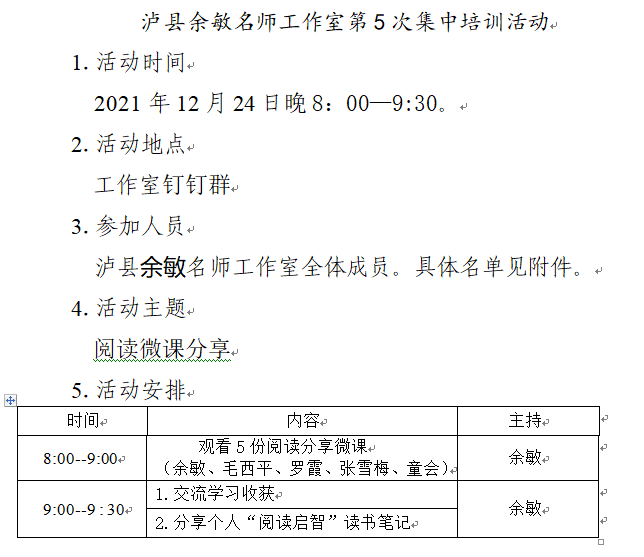 泸县余敏名师工作室第5次集中培训活动
1. 活动时间
2021 年 12 月 24 日晚 8：00—9:30。
2. 活动地点
工作室钉钉群
3. 参加人员
泸县余敏名师工作室全体成员。具体名单见附件。
4. 活动主题
阅读微课分享
5. 活动安排
时间 内容 主持
8:00--9:00 观看 5 份阅读分享微课 余敏
（余敏、毛西平、罗霞、张雪梅、童会）
9:00--9:30 1.交流学习收获 余敏
2.分享个人“阅读启智”读书笔记